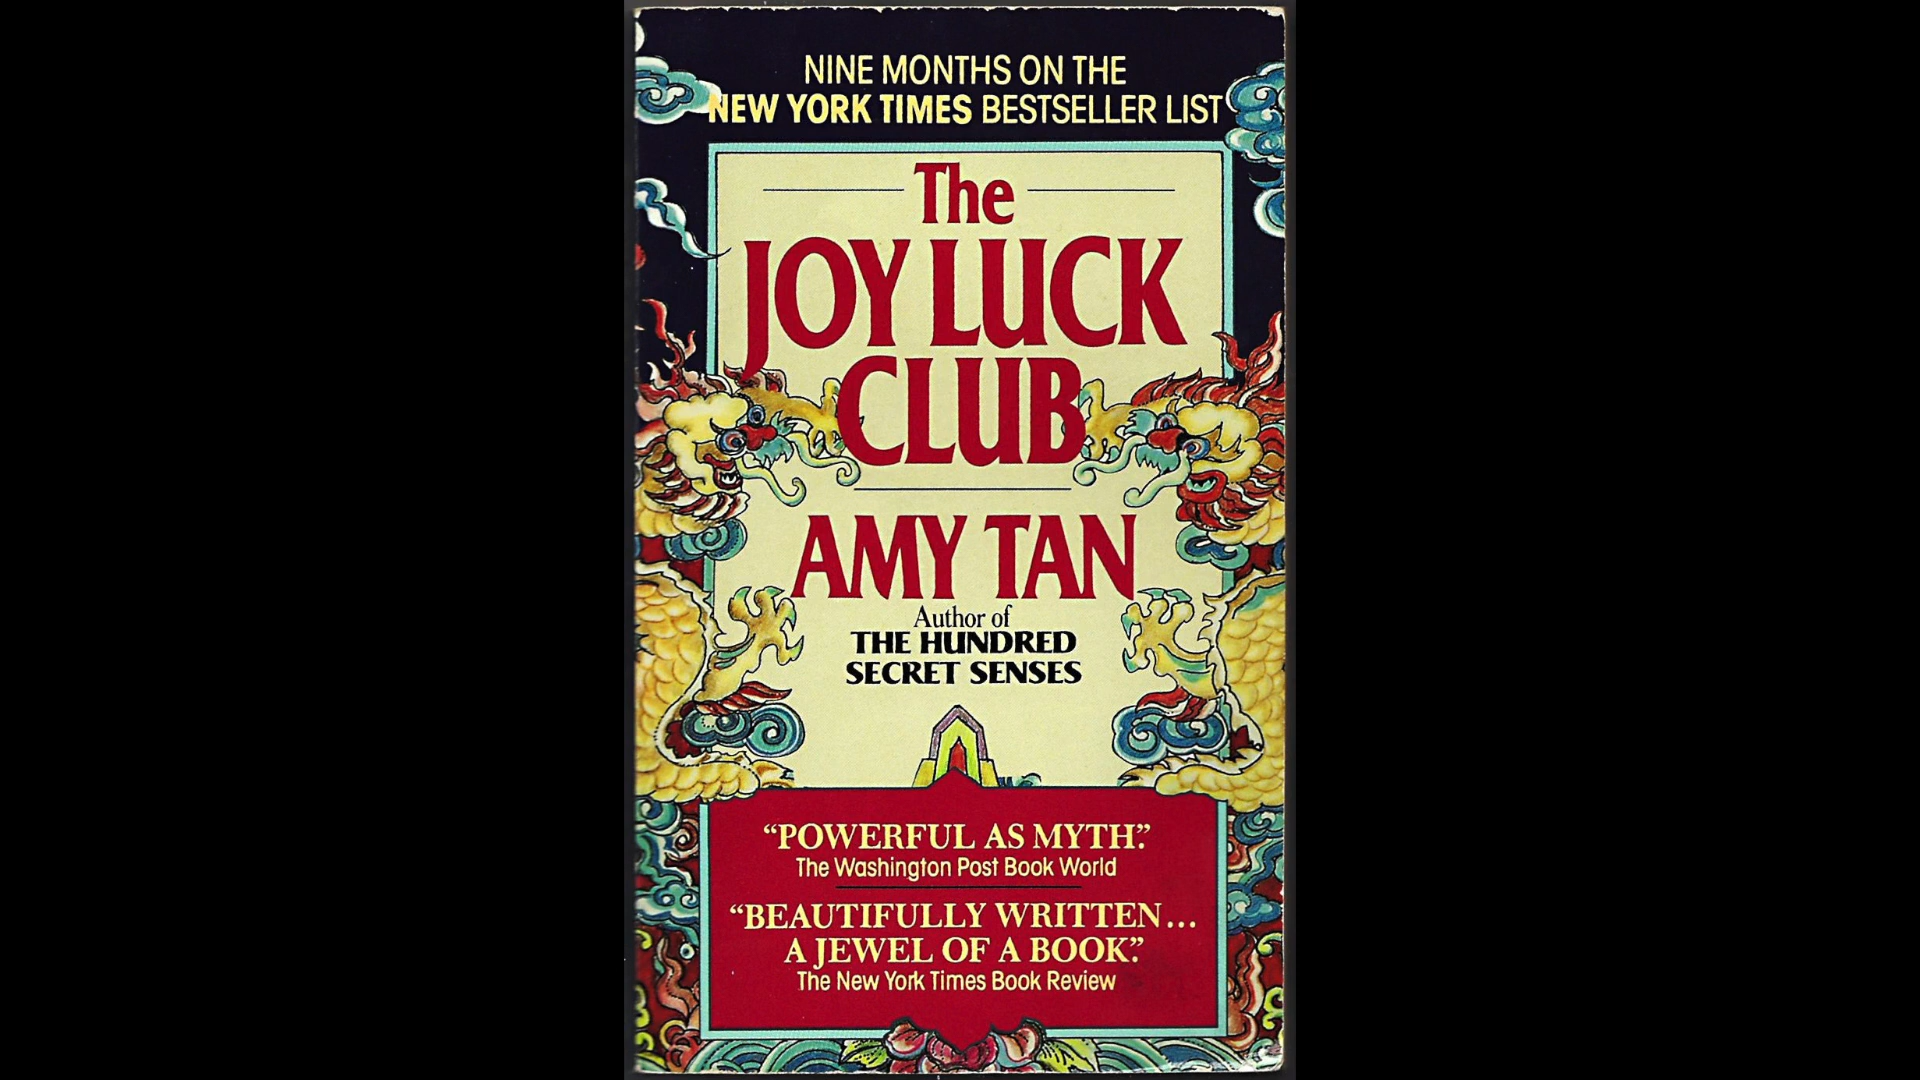 NINE MONTHS ON THE
NEW YORK TIMES BESTSELLER LIST
The
JOY LUCK
CLUB
AMY TAN
Author of
THE HUNDRED
SECRET SENSES
“POWERFUL AS MYTH.”
The Washington Post Book World
“BEAUTIFULLY WRITTEN...
A JEWEL OF A BOOK.”
The New York Times Book Review